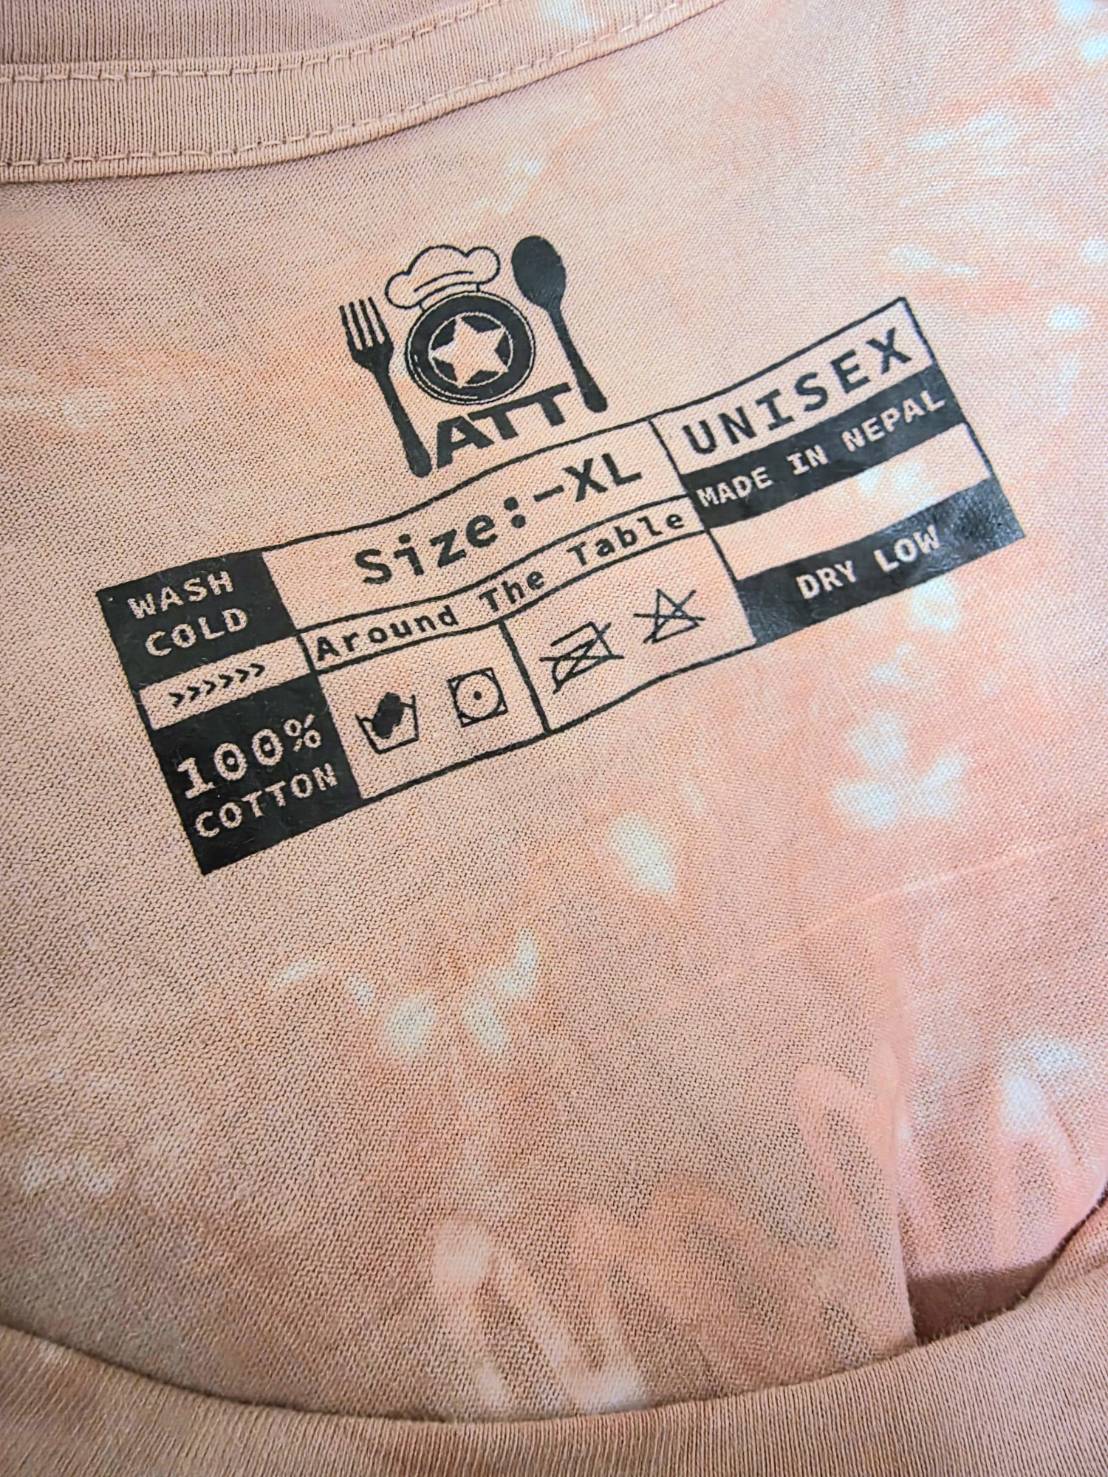 ATT
UNISEX
MADE IN NEPAL
DRY LOW
Size:-XL
Around The Table
WASH
COLD
>>>>>>
100%
COTTON